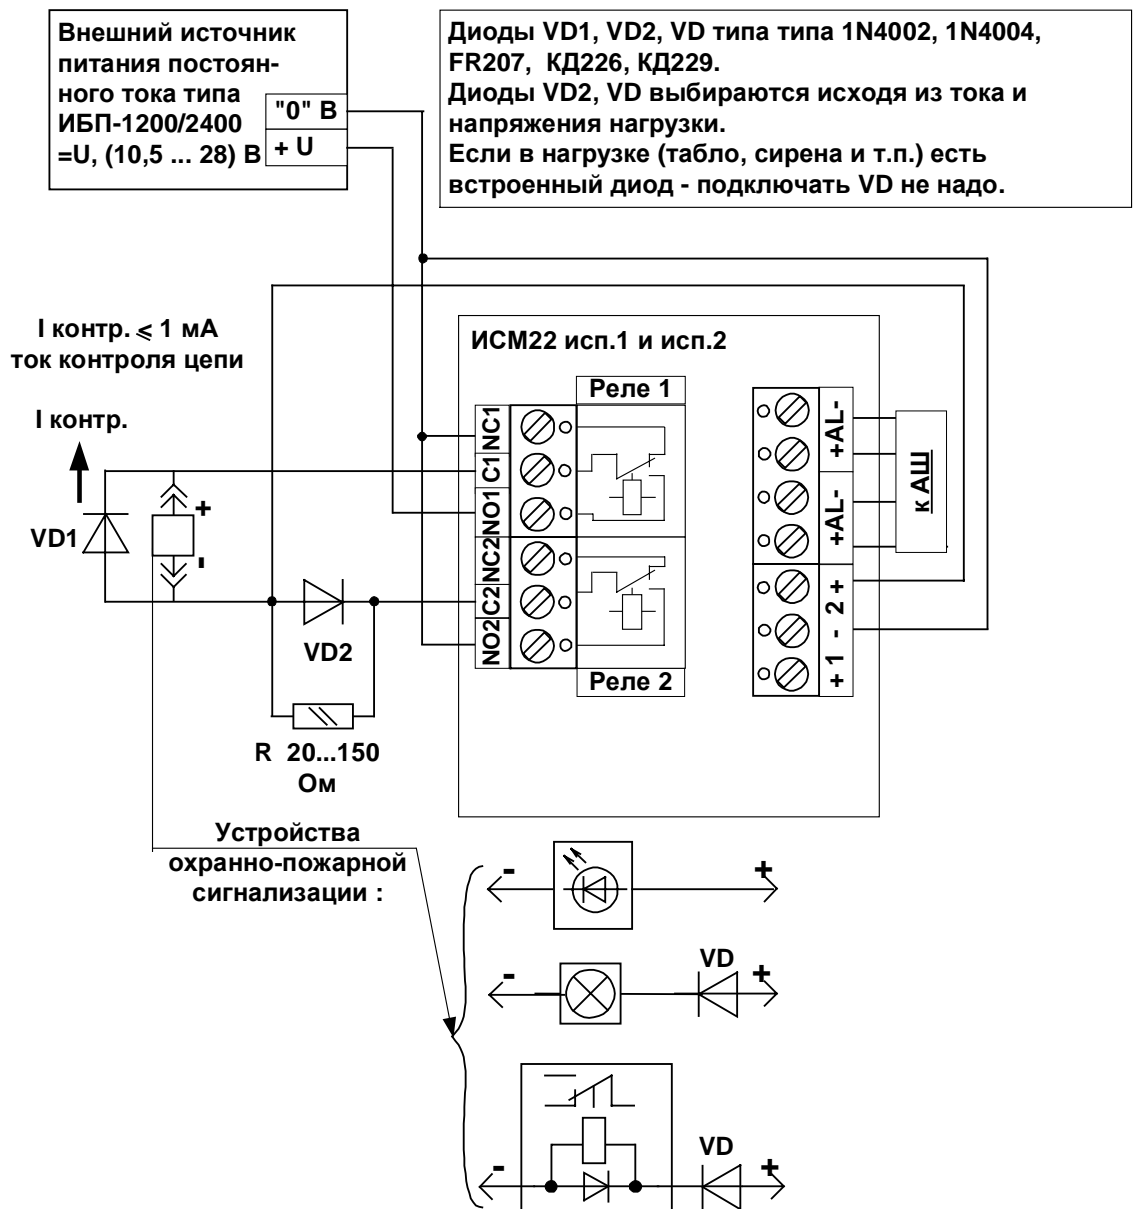 Внешний источник
питания постоян-
ного тока типа
ИБП-1200/2400
=U, (10,5 ... 28) В
"0" В
+ U
Диоды VD1, VD2, VD типа типа 1N4002, 1N4004,
FR207, КД226, КД229.
Диоды VD2, VD выбираются исходя из тока и
напряжения нагрузки.
Если в нагрузке (табло, сирена и т.п.) есть
встроенный диод - подключать VD не надо.
I контр. ⩽ 1 мА
ток контроля цепи
I контр.
VD1
+
-
ИСМ22 исп.1 и исп.2
Реле 1
NC1
C1
NO1
NC2
C2
NO2
Реле 2
+AL-
+AL-
+ 1 - 2 +
к АШ
VD2
R 20...150
Ом
Устройства
охранно-пожарной
сигнализации :
- +
- VD +
- VD +